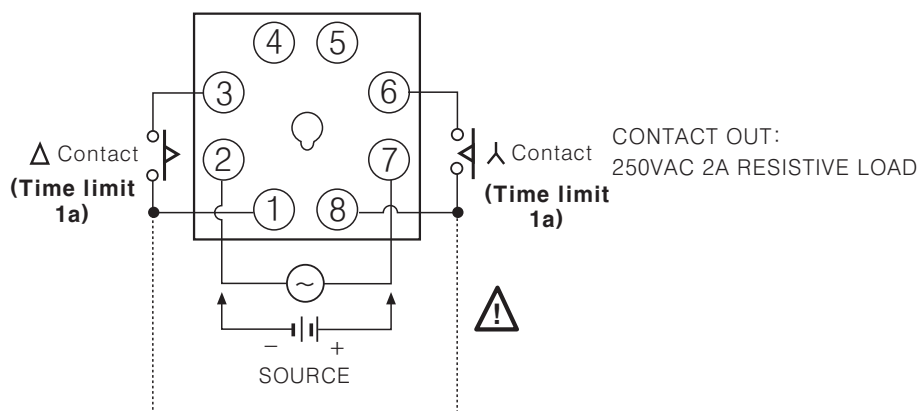 ④ ⑤
③ ⑥
② ⑦
① ⑧
Δ Contact
(Time limit
1a)
⅄ Contact
(Time limit
1a)
CONTACT OUT:
250VAC 2A RESISTIVE LOAD
~
− +
SOURCE
!